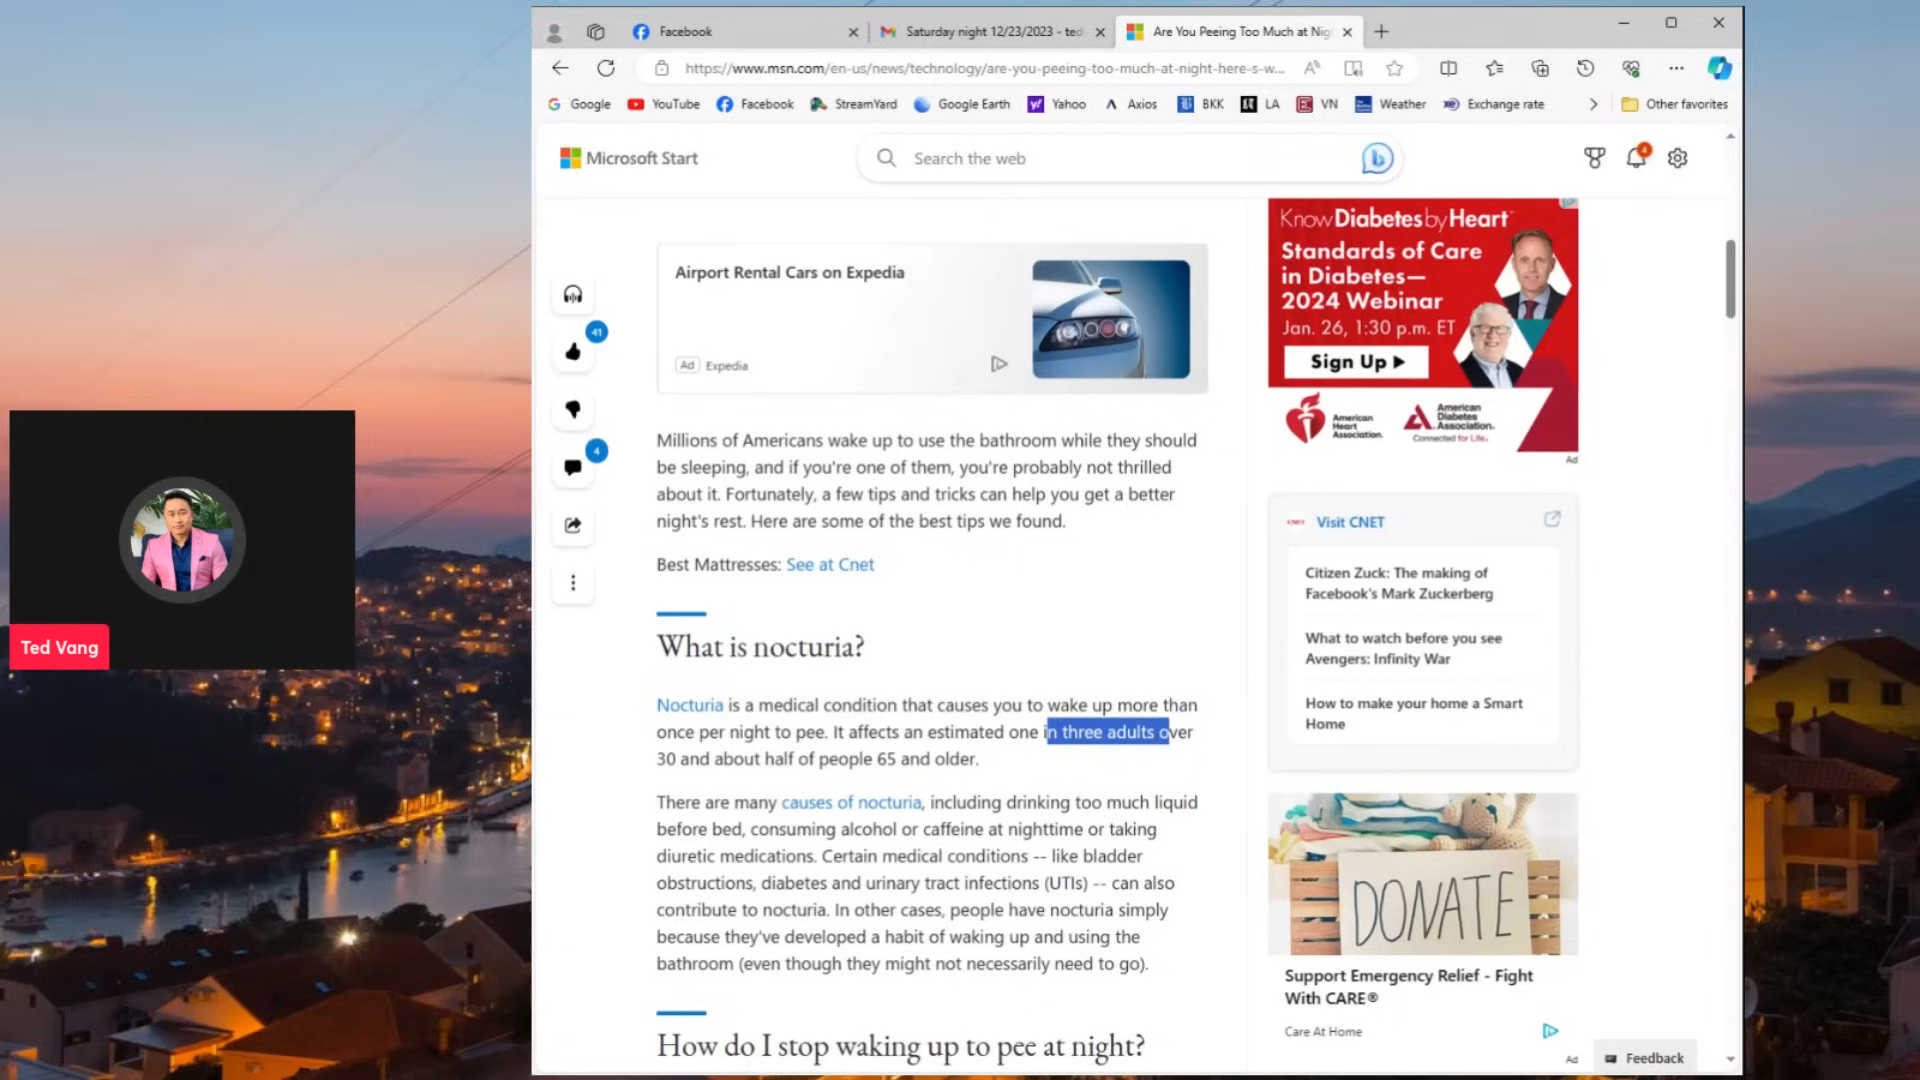 Facebook
Saturday night 12/23/2023 - ted
Are You Peeing Too Much at Nig
https://www.msn.com/en-us/news/technology/are-you-peeing-too-much-at-night-here-s-w...
Google
YouTube
Facebook
StreamYard
Google Earth
Yahoo
Axios
BKK
LA
VN
Weather
Exchange rate
Other favorites
Microsoft Start
Search the web
4
Airport Rental Cars on Expedia
Ad Expedia
41
4
Millions of Americans wake up to use the bathroom while they should
be sleeping, and if you're one of them, you're probably not thrilled
about it. Fortunately, a few tips and tricks can help you get a better
night's rest. Here are some of the best tips we found.
Best Mattresses: See at Cnet
What is nocturia?
Nocturia is a medical condition that causes you to wake up more than
once per night to pee. It affects an estimated one in three adults over
30 and about half of people 65 and older.
There are many causes of nocturia, including drinking too much liquid
before bed, consuming alcohol or caffeine at nighttime or taking
diuretic medications. Certain medical conditions -- like bladder
obstructions, diabetes and urinary tract infections (UTIs) -- can also
contribute to nocturia. In other cases, people have nocturia simply
because they've developed a habit of waking up and using the
bathroom (even though they might not necessarily need to go).
How do I stop waking up to pee at night?
Know Diabetes by Heart
Standards of Care
in Diabetes—
2024 Webinar
Jan. 26, 1:30 p.m. ET
Sign Up
American
Heart
Association.
American
Diabetes
Association.
Connected for Life.
Ad
Visit CNET
Citizen Zuck: The making of
Facebook's Mark Zuckerberg
What to watch before you see
Avengers: Infinity War
How to make your home a Smart
Home
DONATE
Support Emergency Relief - Fight
With CARE®
Care At Home
Ad
Feedback
Ted Vang